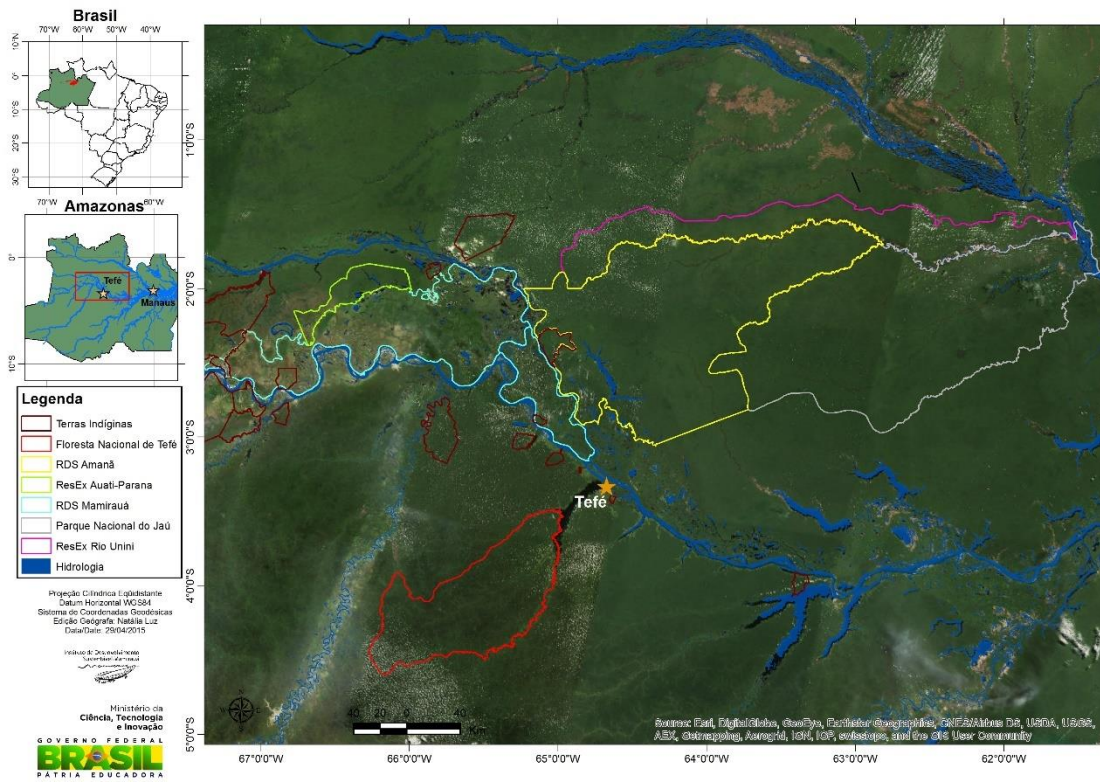 Brasil
70°W 60°W 50°W 40°W
10°N
0°
10°S
20°S
30°S
Amazonas
70°W 60°W
0°
10°S
Tefé
Manaus
Legenda
Terras Indíginas
Floresta Nacional de Tefé
RDS Amanã
ResEx Auati-Parana
RDS Mamirauá
Parque Nacional do Jaú
ResEx Rio Unini
Hidrologia
Projeção Cilíndrica Eqüidistante
Datum Horizontal WGS84
Sistema de Coordenadas Geodésicas
Edição Geógrafa: Natália Luz
Data/Date: 29/04/2015
Instituto de Desenvolvimento
Sustentável Mamirauá
Ministério da
Ciência, Tecnologia
e Inovação
GOVERNO FEDERAL
BRASIL
PÁTRIA EDUCADORA
1°0'0"S
2°0'0"S
3°0'0"S
4°0'0"S
5°0'0"S
Tefé
40 20 0 40
Km
Source: Esri, DigitalGlobe, GeoEye, Earthstar Geographics, CNES/Airbus DS, USDA, USGS,
AEX, Getmapping, Aerogrid, IGN, IGP, swisstopo, and the GIS User Community
67°0'0"W 66°0'0"W 65°0'0"W 64°0'0"W 63°0'0"W 62°0'0"W